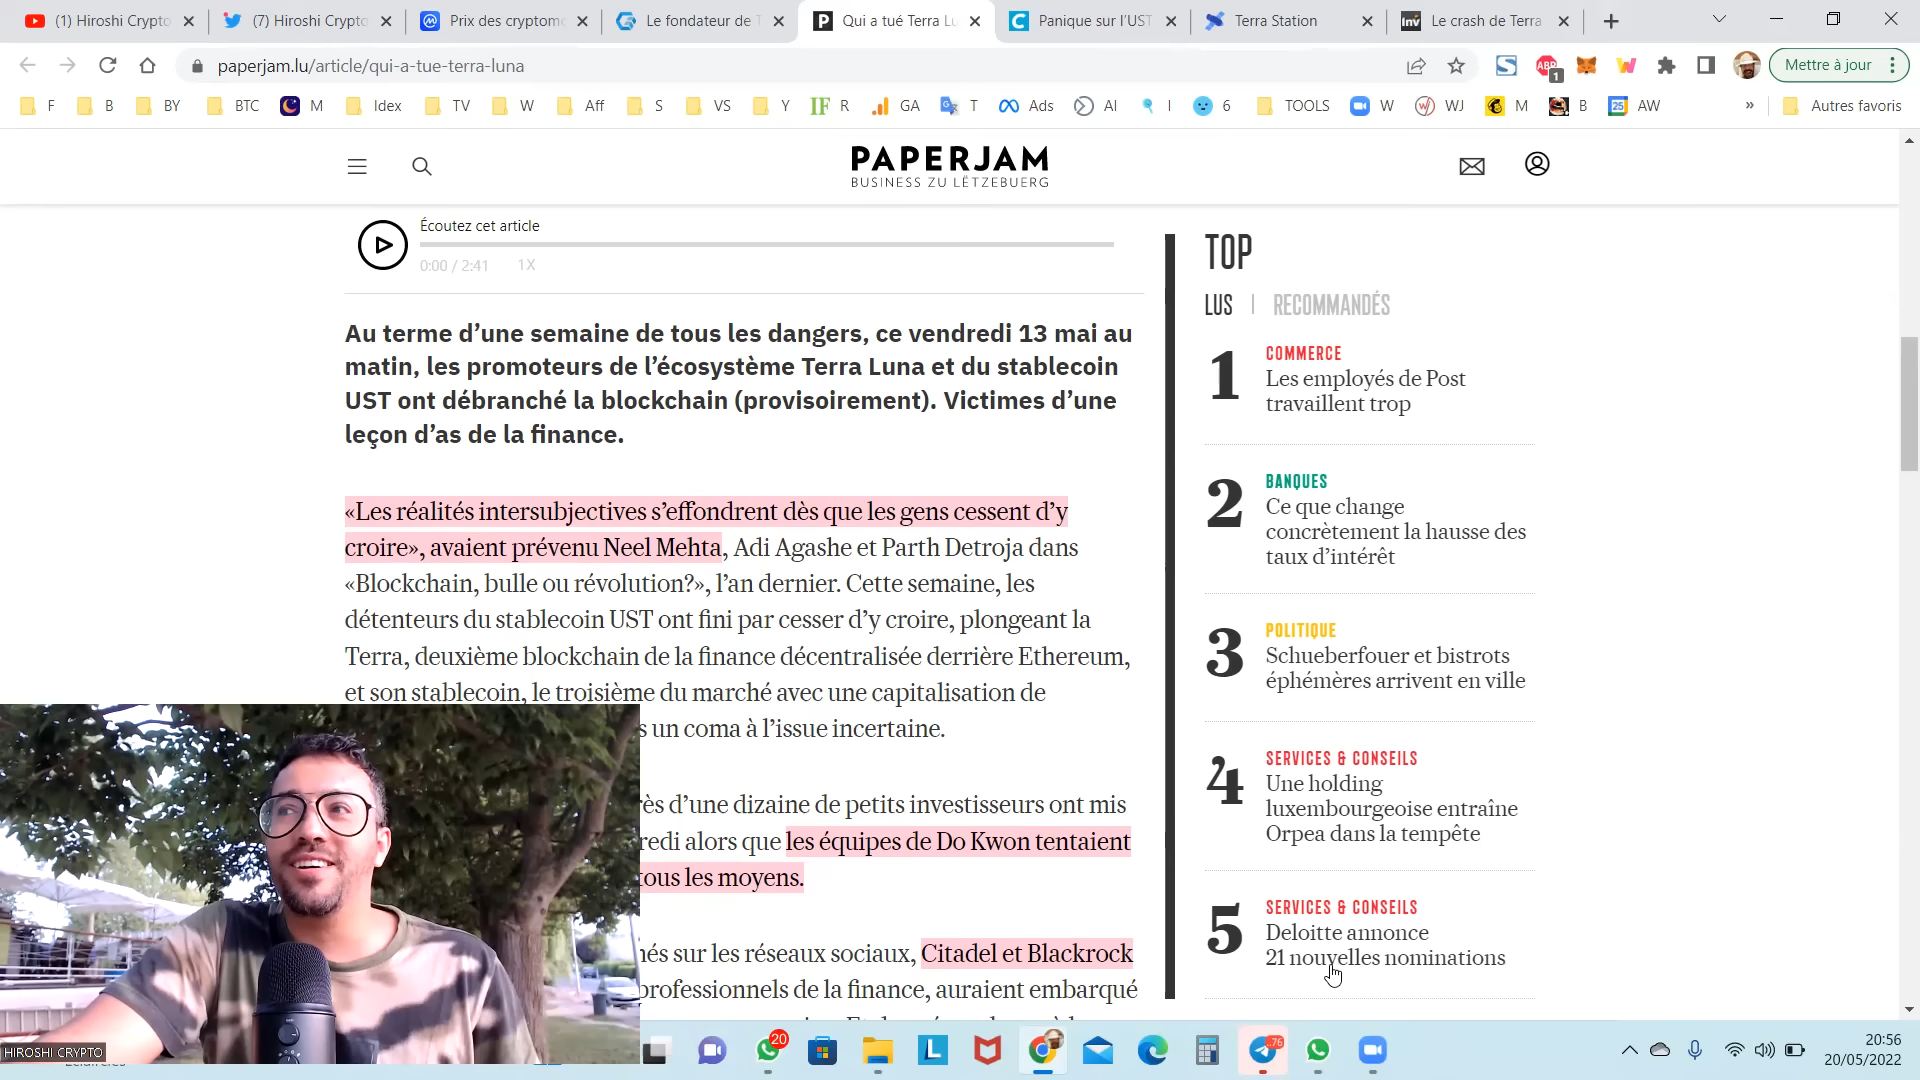 (1) Hiroshi Crypto
(7) Hiroshi Crypto
Prix des cryptomo
Le fondateur de T
Qui a tué Terra Lu
Panique sur l'UST
Terra Station
Le crash de Terra
paperjam.lu/article/qui-a-tue-terra-luna
Mettre à jour
F B BY BTC M Idex TV W Aff S VS Y R GA T Ads AI I 6 TOOLS W WJ M B AW » Autres favoris
PAPERJAM
BUSINESS ZU LËTZEBUERG
Écoutez cet article
0:00 / 2:41 1X
Au terme d'une semaine de tous les dangers, ce vendredi 13 mai au
matin, les promoteurs de l'écosystème Terra Luna et du stablecoin
UST ont débranché la blockchain (provisoirement). Victimes d'une
leçon d'as de la finance.
«Les réalités intersubjectives s'effondrent dès que les gens cessent d'y
croire», avaient prévenu Neel Mehta, Adi Agashe et Parth Detroja dans
«Blockchain, bulle ou révolution?», l'an dernier. Cette semaine, les
détenteurs du stablecoin UST ont fini par cesser d'y croire, plongeant la
Terra, deuxième blockchain de la finance décentralisée derrière Ethereum,
et son stablecoin, le troisième du marché avec une capitalisation de
s un coma à l'issue incertaine.
rès d'une dizaine de petits investisseurs ont mis
redi alors que les équipes de Do Kwon tentaient
tous les moyens.
hés sur les réseaux sociaux, Citadel et Blackrock
professionnels de la finance, auraient embarqué
TOP
LUS | RECOMMANDÉS
1
COMMERCE
Les employés de Post
travaillent trop
2
BANQUES
Ce que change
concrètement la hausse des
taux d'intérêt
3
POLITIQUE
Schueberfouer et bistrots
éphémères arrivent en ville
4
SERVICES & CONSEILS
Une holding
luxembourgeoise entraîne
Orpea dans la tempête
5
SERVICES & CONSEILS
Deloitte annonce
21 nouvelles nominations
HIROSHI CRYPTO
20
..76
20:56
20/05/2022